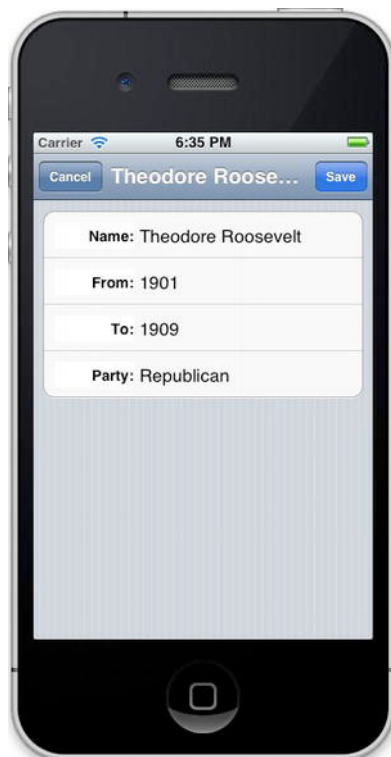 Carrier 6:35 PM
Cancel Theodore Roose... Save
Name: Theodore Roosevelt
From: 1901
To: 1909
Party: Republican